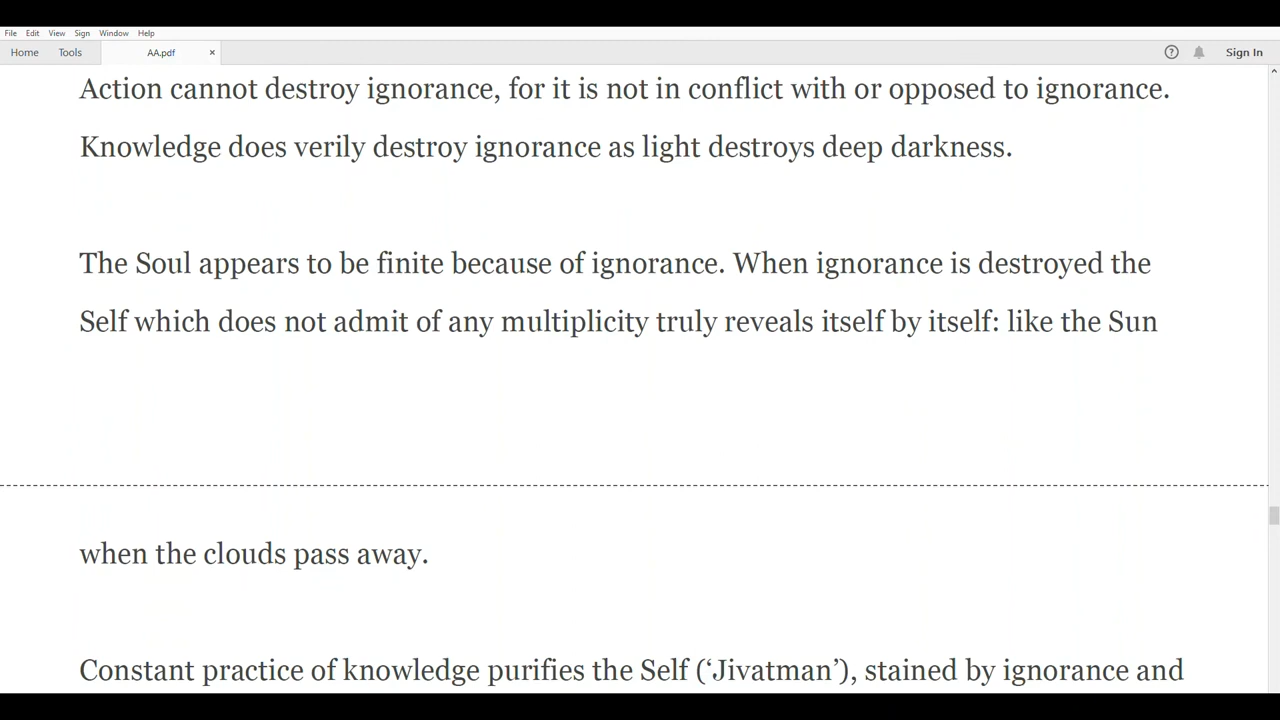 File Edit View Sign Window Help
Home Tools AA.pdf × ? Sign In
Action cannot destroy ignorance, for it is not in conflict with or opposed to ignorance.
Knowledge does verily destroy ignorance as light destroys deep darkness.
The Soul appears to be finite because of ignorance. When ignorance is destroyed the
Self which does not admit of any multiplicity truly reveals itself by itself: like the Sun
when the clouds pass away.
Constant practice of knowledge purifies the Self (‘Jivatman’), stained by ignorance and